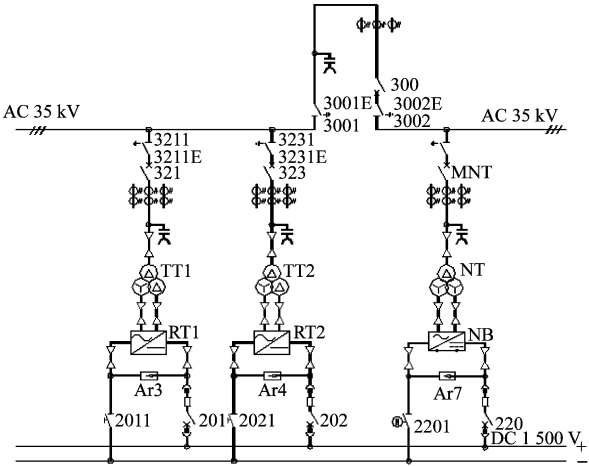 300
3001E
3001
3002E
3002
AC 35 kV
AC 35 kV
3211
3211E
321
3231
3231E
323
MNT
TT1
TT2
NT
RT1
RT2
NB
Ar3
Ar4
Ar7
2011
201
2021
202
2201
220
DC 1 500 V
+
−